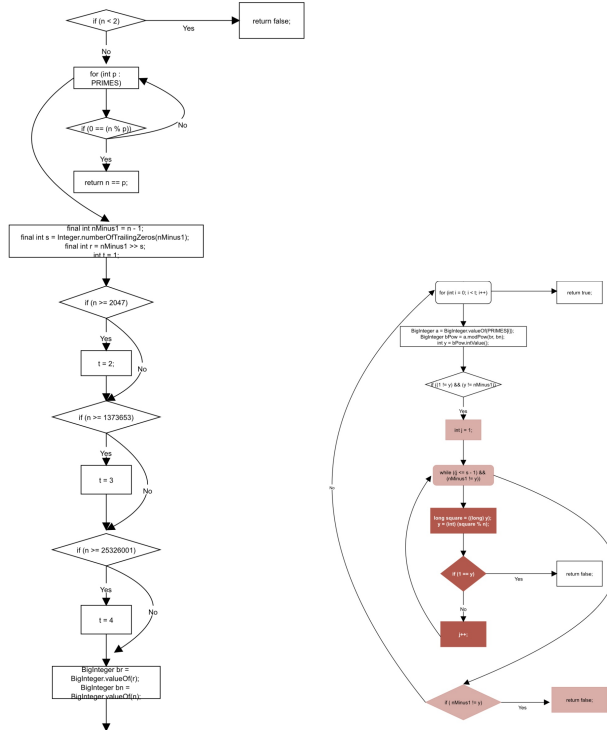 if (n < 2)
Yes
return false;
No
for (int p :
PRIMES)
if (0 == (n % p))
No
Yes
return n == p;
final int nMinus1 = n - 1;
final int s = Integer.numberOfTrailingZeros(nMinus1);
final int r = nMinus1 >> s;
int t = 1;
if (n >= 2047)
Yes
t = 2;
No
if (n >= 1373653)
Yes
t = 3
No
if (n >= 25326001)
Yes
t = 4
No
BigInteger br =
BigInteger.valueOf(r);
BigInteger bn =
BigInteger.valueOf(n);
for (int i = 0; i < t; i++)
return true;
BigInteger a = BigInteger.valueOf(PRIMES[i]);
BigInteger bPow = a.modPow(br, bn);
int y = bPow.intValue();
if ((1 != y) && (y != nMinus1))
Yes
int j = 1;
No
while ((j <= s - 1) &&
(nMinus1 != y))
long square = ((long) y);
y = (int) (square % n);
if (1 == y)
Yes
return false;
No
j++;
if ( nMinus1 != y)
Yes
return false;